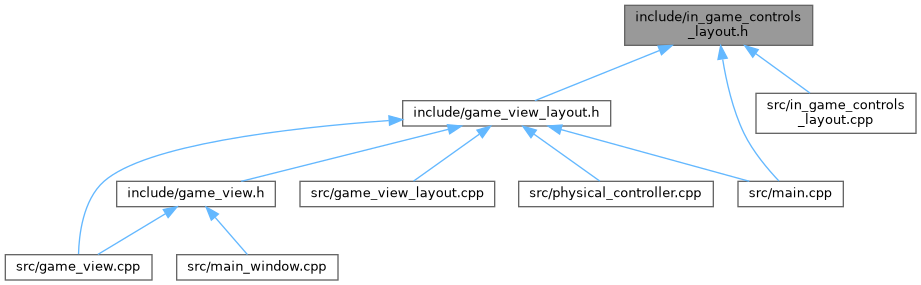 include/in_game_controls
_layout.h
include/game_view_layout.h
src/in_game_controls
_layout.cpp
include/game_view.h
src/game_view_layout.cpp
src/physical_controller.cpp
src/main.cpp
src/game_view.cpp
src/main_window.cpp